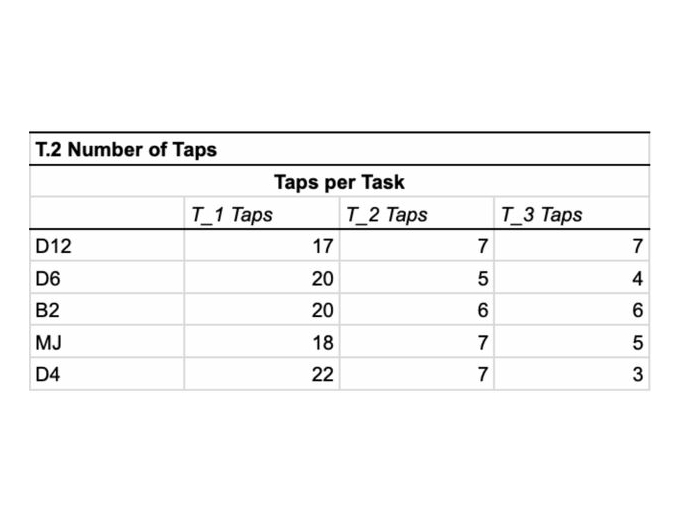 T.2 Number of Taps
Taps per Task
T_1 Taps T_2 Taps T_3 Taps
D12 17 7 7
D6 20 5 4
B2 20 6 6
MJ 18 7 5
D4 22 7 3